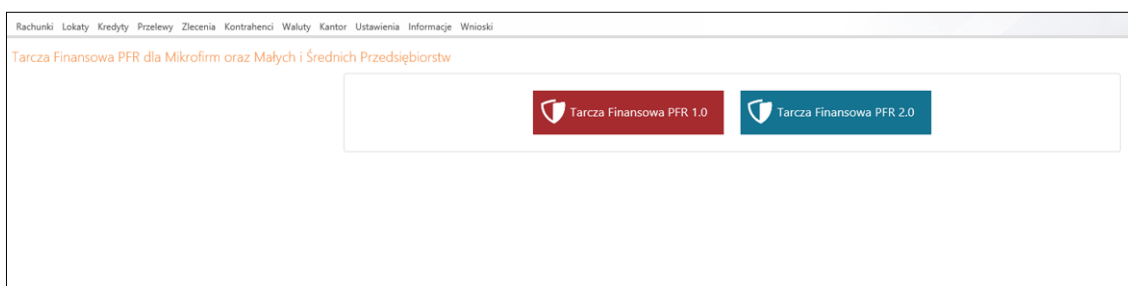 Rachunki Lokaty Kredyty Przelewy Zlecenia Kontrahenci Waluty Kantor Ustawienia Informacje Wnioski
Tarcza Finansowa PFR dla Mikrofirm oraz Małych i Średnich Przedsiębiorstw
Tarcza Finansowa PFR 1.0 Tarcza Finansowa PFR 2.0